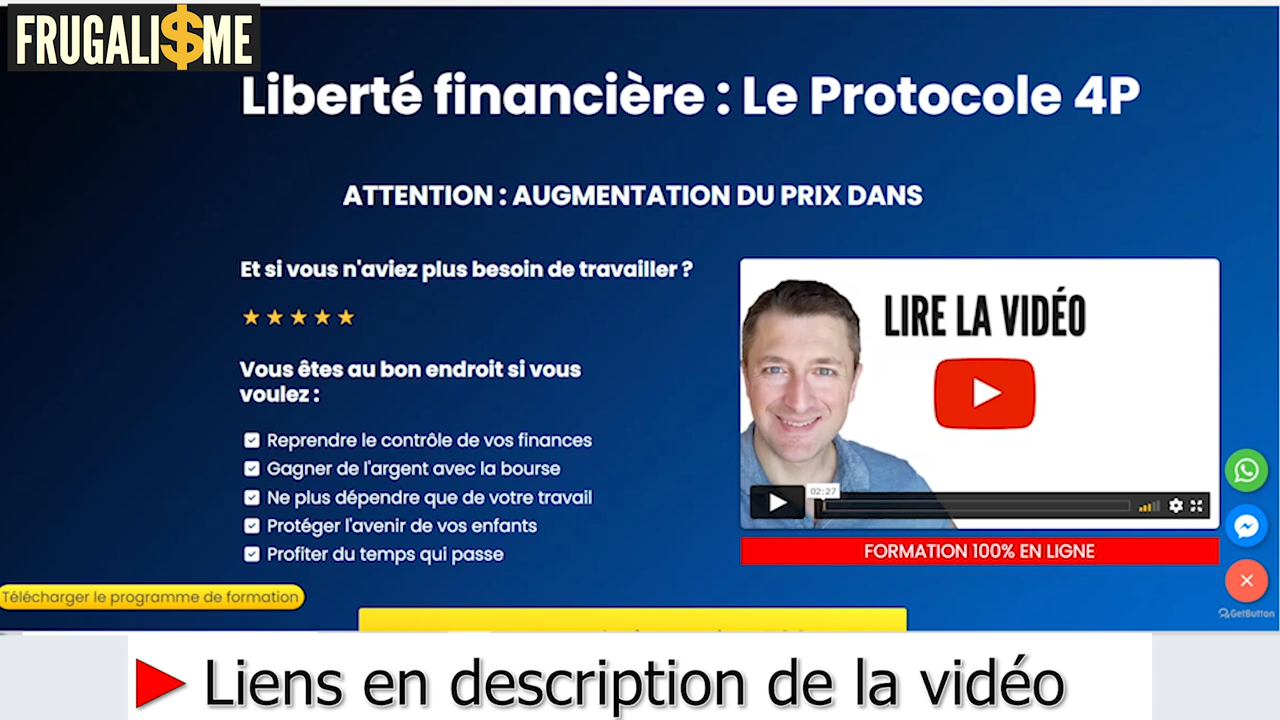 FRUGALI$ME
Liberté financière : Le Protocole 4P
ATTENTION : AUGMENTATION DU PRIX DANS
Et si vous n'aviez plus besoin de travailler ?
Vous êtes au bon endroit si vous
voulez :
Reprendre le contrôle de vos finances
Gagner de l'argent avec la bourse
Ne plus dépendre que de votre travail
Protéger l'avenir de vos enfants
Profiter du temps qui passe
LIRE LA VIDÉO
02:27
FORMATION 100% EN LIGNE
GetButton
Télécharger le programme de formation
Liens en description de la vidéo